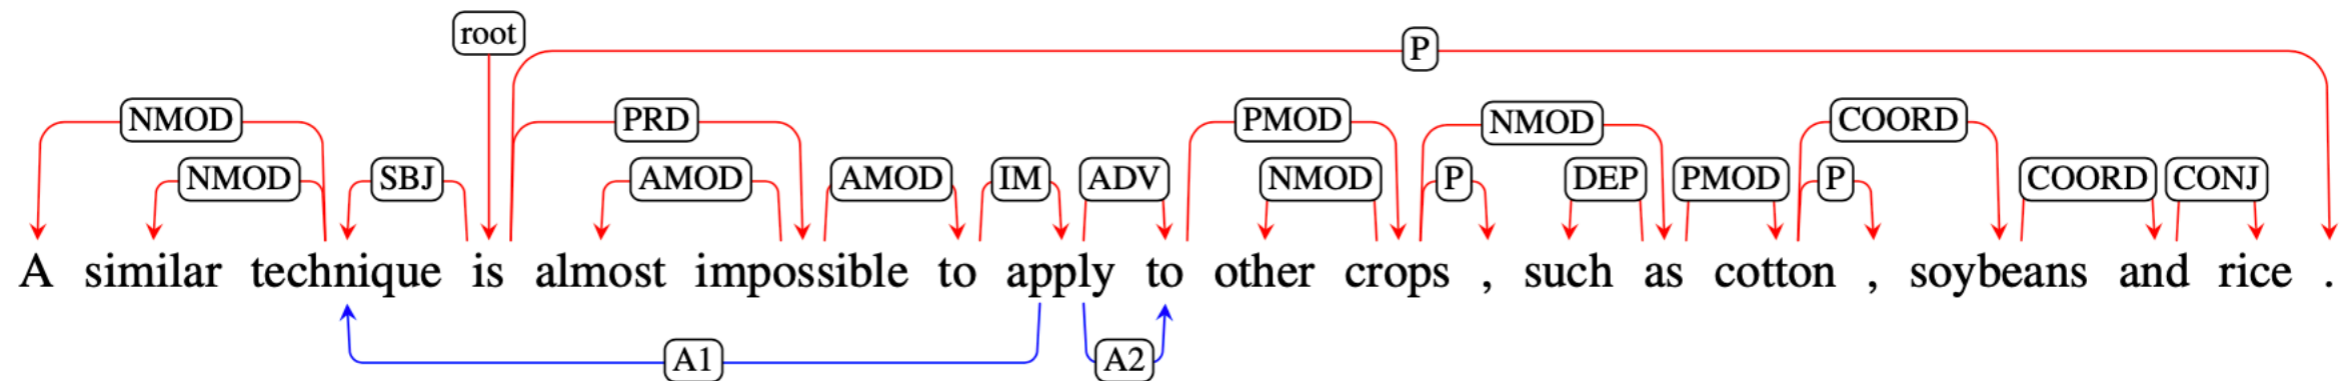 root
P
NMOD PRD PMOD NMOD COORD
NMOD SBJ AMOD AMOD IM ADV NMOD P DEP PMOD P COORD CONJ
A similar technique is almost impossible to apply to other crops , such as cotton , soybeans and rice .
A1 A2